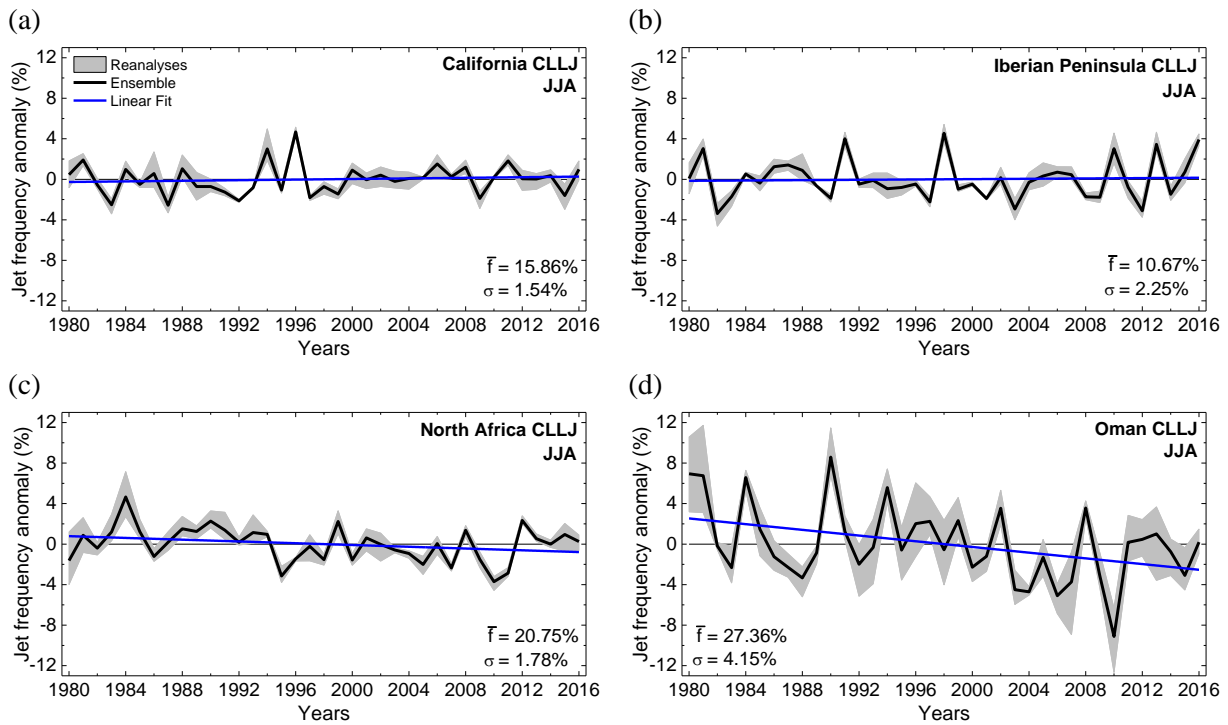 (a)
Jet frequency anomaly (%)
12
8
4
0
-4
-8
-12
Reanalyses
Ensemble
Linear Fit
California CLLJ
JJA
f̅ = 15.86%
σ = 1.54%
1980 1984 1988 1992 1996 2000 2004 2008 2012 2016
Years
(b)
Jet frequency anomaly (%)
12
8
4
0
-4
-8
-12
Iberian Peninsula CLLJ
JJA
f̅ = 10.67%
σ = 2.25%
1980 1984 1988 1992 1996 2000 2004 2008 2012 2016
Years
(c)
Jet frequency anomaly (%)
12
8
4
0
-4
-8
-12
North Africa CLLJ
JJA
f̅ = 20.75%
σ = 1.78%
1980 1984 1988 1992 1996 2000 2004 2008 2012 2016
Years
(d)
Jet frequency anomaly (%)
12
8
4
0
-4
-8
-12
Oman CLLJ
JJA
f̅ = 27.36%
σ = 4.15%
1980 1984 1988 1992 1996 2000 2004 2008 2012 2016
Years